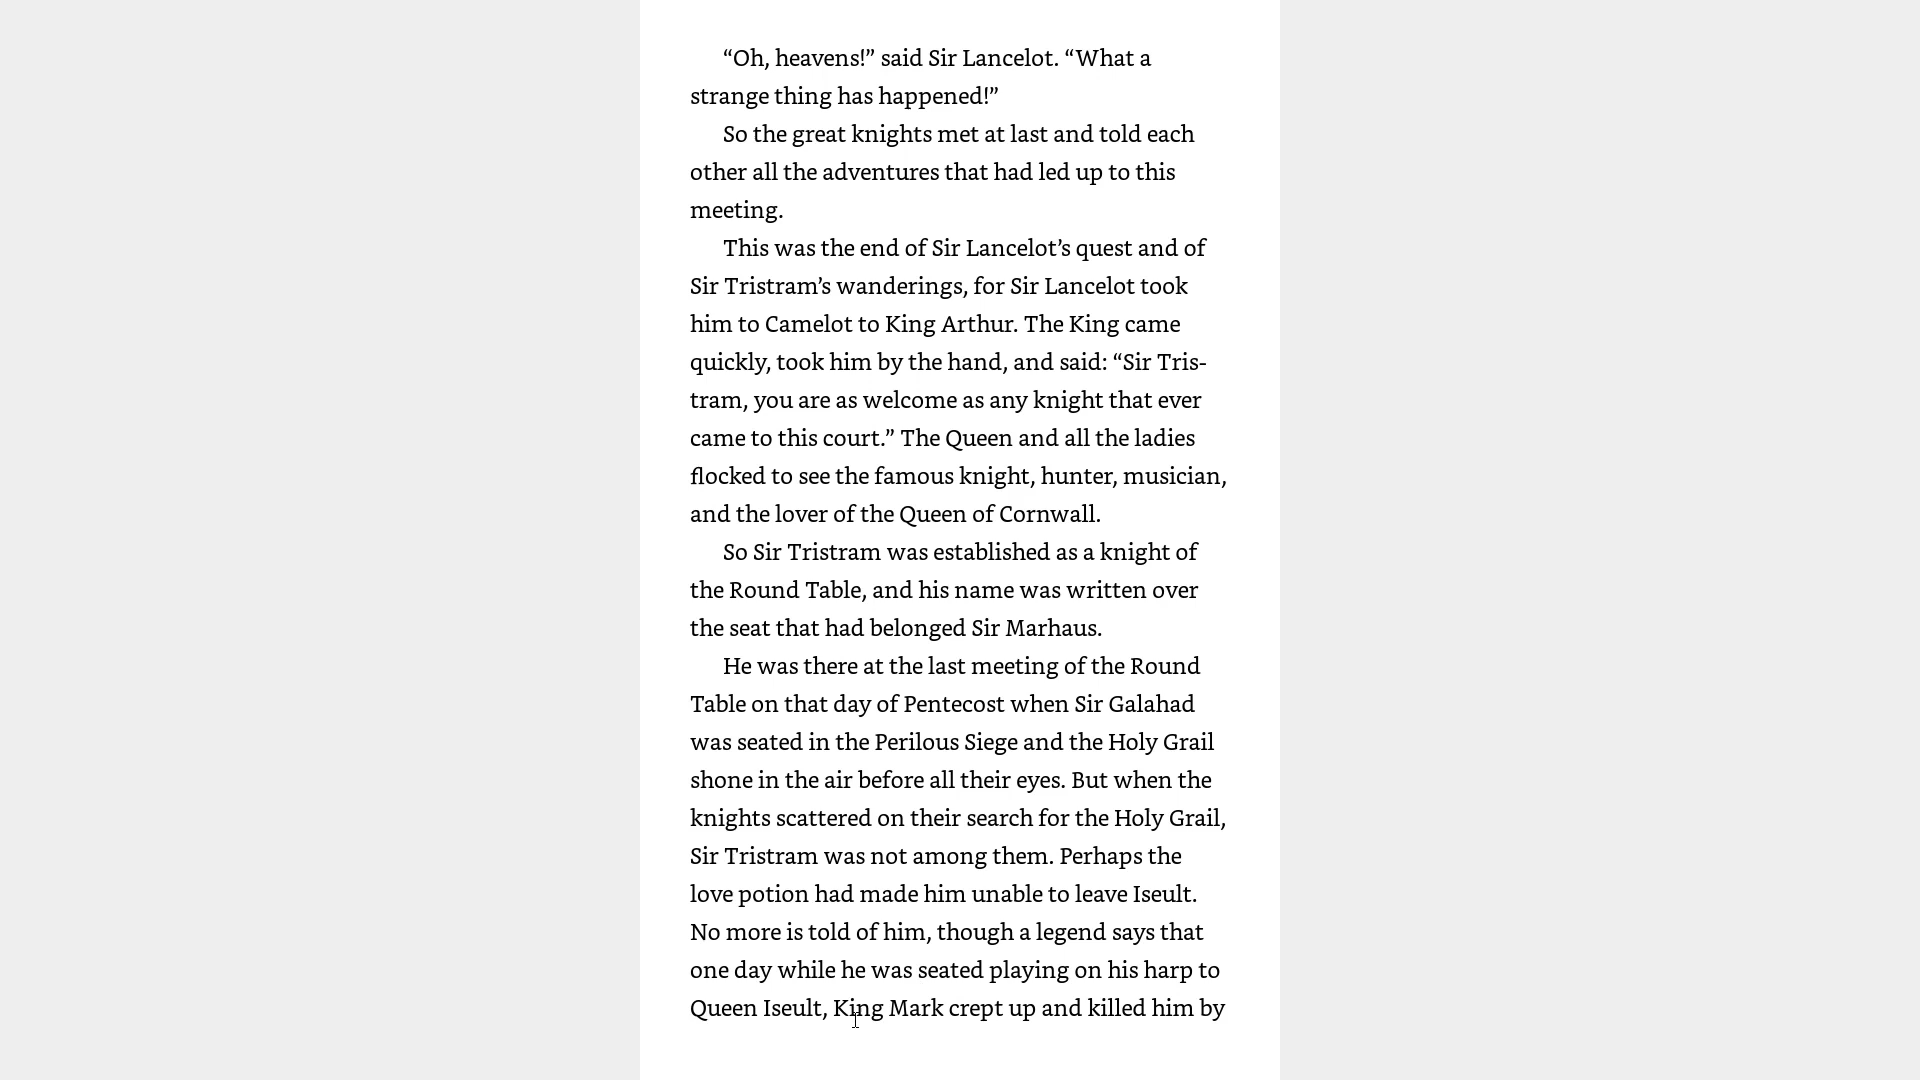 “Oh, heavens!” said Sir Lancelot. “What a
strange thing has happened!”
So the great knights met at last and told each
other all the adventures that had led up to this
meeting.
This was the end of Sir Lancelot’s quest and of
Sir Tristram’s wanderings, for Sir Lancelot took
him to Camelot to King Arthur. The King came
quickly, took him by the hand, and said: “Sir Tris-
tram, you are as welcome as any knight that ever
came to this court.” The Queen and all the ladies
flocked to see the famous knight, hunter, musician,
and the lover of the Queen of Cornwall.
So Sir Tristram was established as a knight of
the Round Table, and his name was written over
the seat that had belonged Sir Marhaus.
He was there at the last meeting of the Round
Table on that day of Pentecost when Sir Galahad
was seated in the Perilous Siege and the Holy Grail
shone in the air before all their eyes. But when the
knights scattered on their search for the Holy Grail,
Sir Tristram was not among them. Perhaps the
love potion had made him unable to leave Iseult.
No more is told of him, though a legend says that
one day while he was seated playing on his harp to
Queen Iseult, King Mark crept up and killed him by